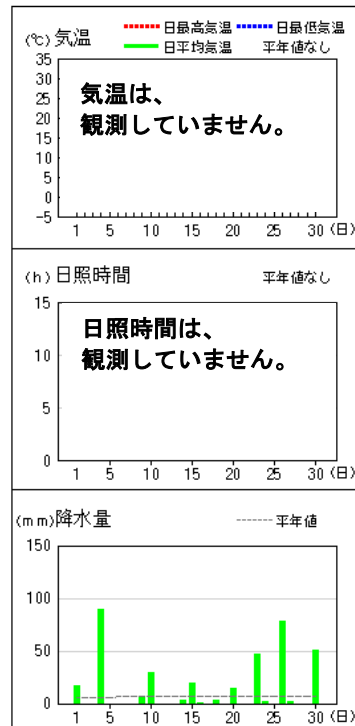 (℃) 気温 日最高気温 日最低気温
日平均気温 平年値なし
35
30
25
20
15
10
5
0
-5
気温は、
観測していません。
1 5 10 15 20 25 30 (日)
(h) 日照時間 平年値なし
15
10
5
0
日照時間は、
観測していません。
1 5 10 15 20 25 30 (日)
(mm) 降水量 平年値
150
100
50
0
1 5 10 15 20 25 30 (日)